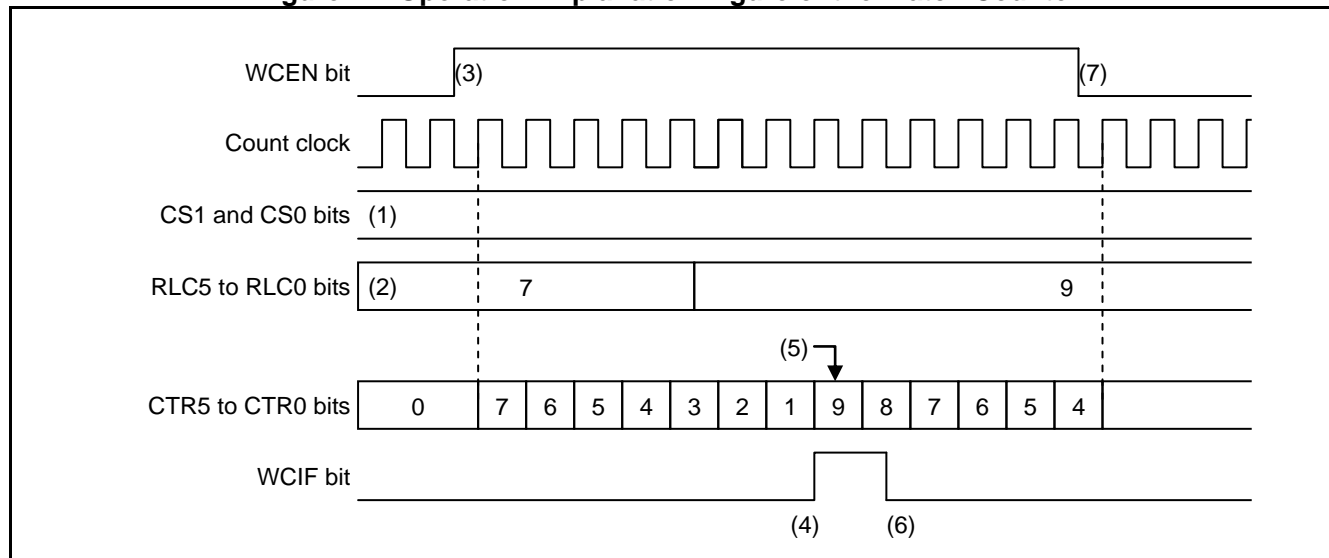 WCEN bit (3) (7)
Count clock
CS1 and CS0 bits (1)
RLC5 to RLC0 bits (2) 7 9
(5)
CTR5 to CTR0 bits 0 7 6 5 4 3 2 1 9 8 7 6 5 4
WCIF bit
(4) (6)